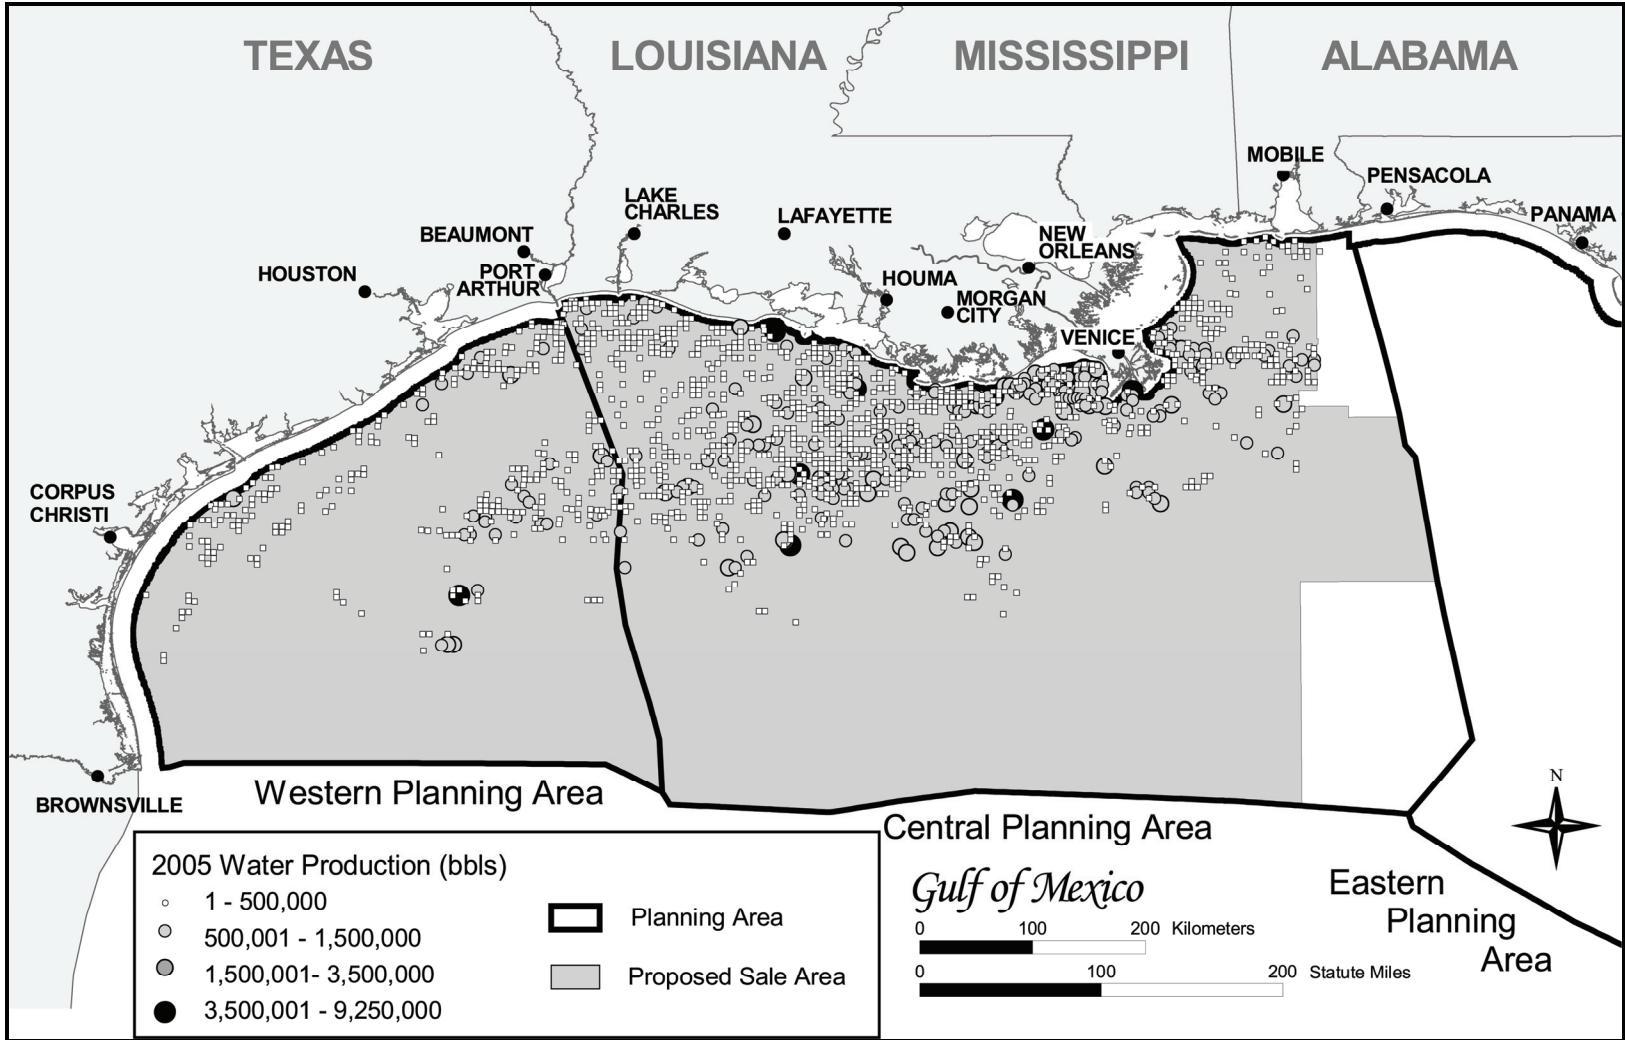 TEXAS
LOUISIANA
MISSISSIPPI
ALABAMA
MOBILE
PENSACOLA
PANAMA
LAKE
CHARLES
LAFAYETTE
BEAUMONT
NEW
ORLEANS
HOUSTON
PORT
ARTHUR
HOUMA
MORGAN
CITY
VENICE
CORPUS
CHRISTI
BROWNSVILLE
Western Planning Area
Central Planning Area
Eastern
Planning
Area
N
2005 Water Production (bbls)
1 - 500,000
500,001 - 1,500,000
1,500,001- 3,500,000
3,500,001 - 9,250,000
Planning Area
Proposed Sale Area
Gulf of Mexico
0 100 200 Kilometers
0 100 200 Statute Miles